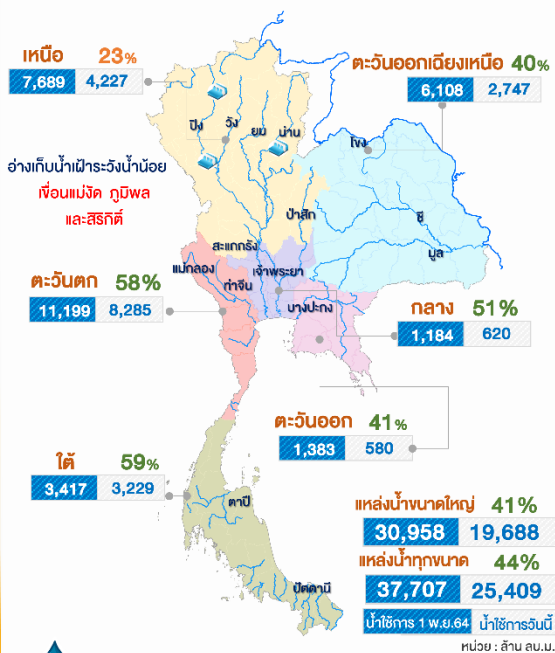 เหนือ 23%
7,689 4,227
ตะวันออกเฉียงเหนือ 40%
6,108 2,747
ปิง
วัง
ยม
น่าน
โขง
อ่างเก็บน้ำเฝ้าระวังน้ำน้อย
เขื่อนแม่งัด ภูมิพล
และสิริกิติ์
ป่าสัก
ชี
มูล
สะแกกรัง
แม่กลอง
เจ้าพระยา
ท่าจีน
บางปะกง
ตะวันตก 58%
11,199 8,285
กลาง 51%
1,184 620
ตะวันออก 41%
1,383 580
ใต้ 59%
3,417 3,229
ตาปี
ปัตตานี
แหล่งน้ำขนาดใหญ่ 41%
30,958 19,688
แหล่งน้ำทุกขนาด 44%
37,707 25,409
น้ำใช้การ 1 พ.ย.64 น้ำใช้การวันนี้
หน่วย : ล้าน ลบ.ม.